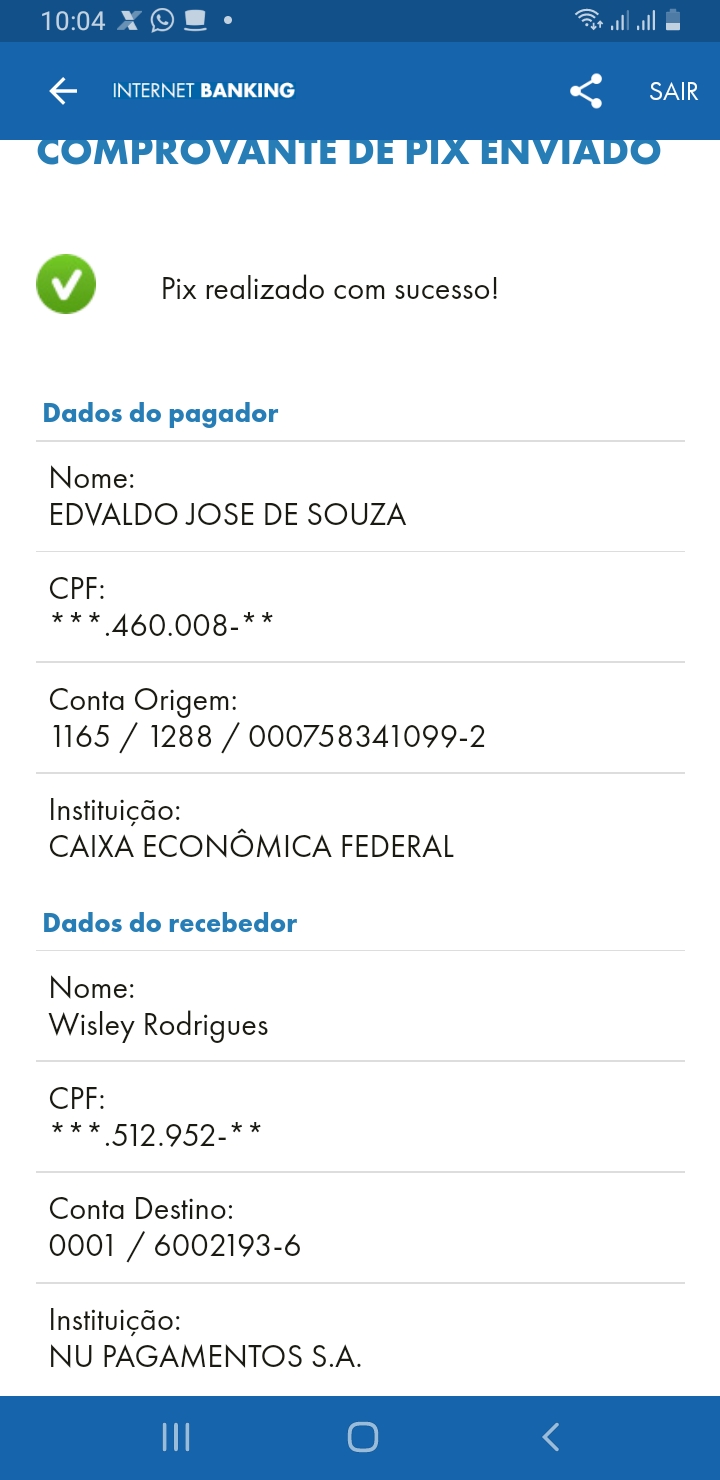 10:04
INTERNET BANKING
SAIR
COMPROVANTE DE PIX ENVIADO
Pix realizado com sucesso!
Dados do pagador
Nome:
EDVALDO JOSE DE SOUZA
CPF:
***.460.008-**
Conta Origem:
1165 / 1288 / 000758341099-2
Instituição:
CAIXA ECONÔMICA FEDERAL
Dados do recebedor
Nome:
Wisley Rodrigues
CPF:
***.512.952-**
Conta Destino:
0001 / 6002193-6
Instituição:
NU PAGAMENTOS S.A.